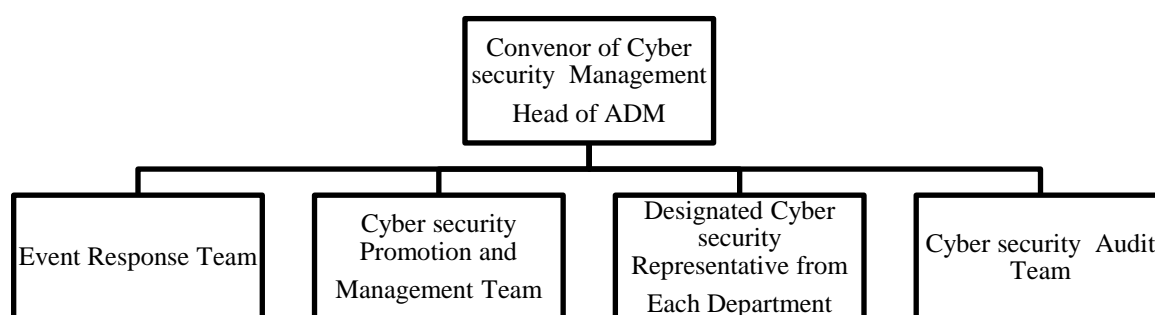 Convenor of Cyber
security Management
Head of ADM
Event Response Team
Cyber security
Promotion and
Management Team
Designated Cyber
security
Representative from
Each Department
Cyber security Audit
Team